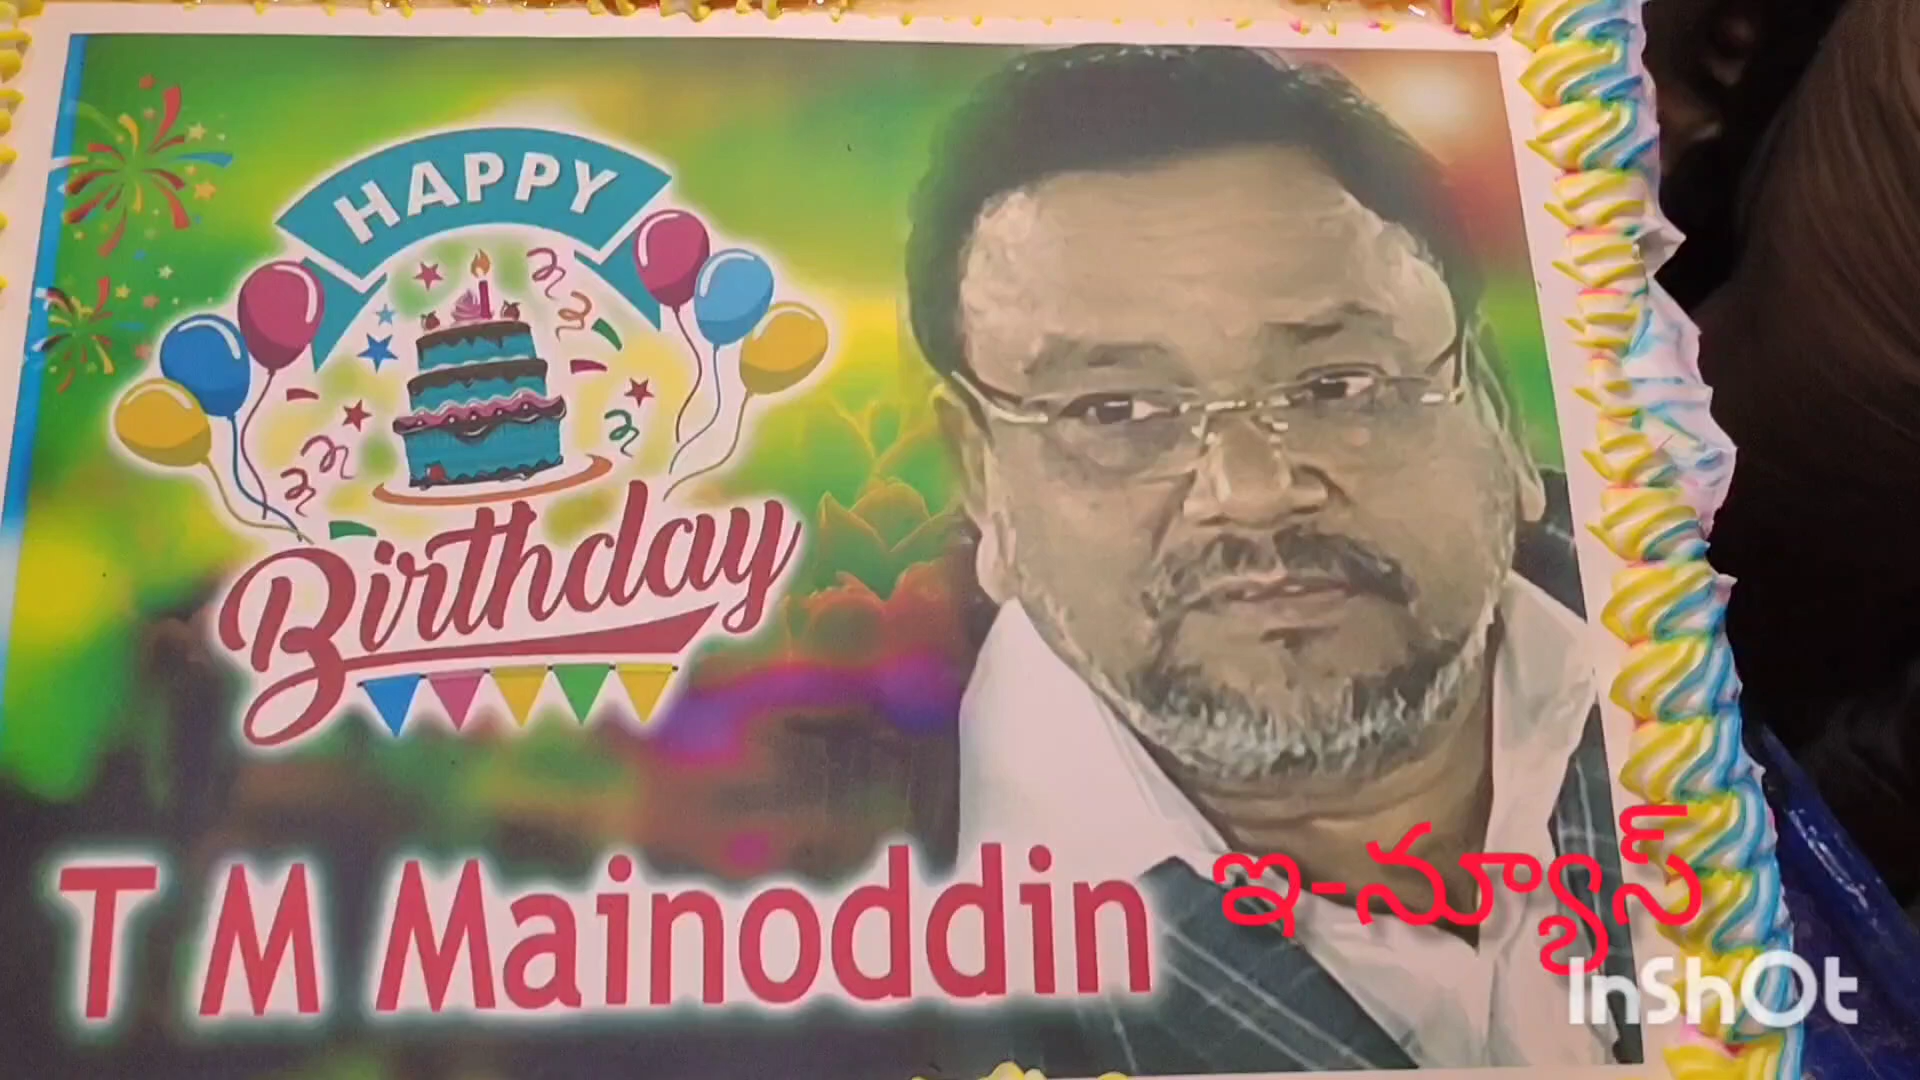 HAPPY
Birthday
T M Mainoddin
ఇ-న్యూస్
InShOt